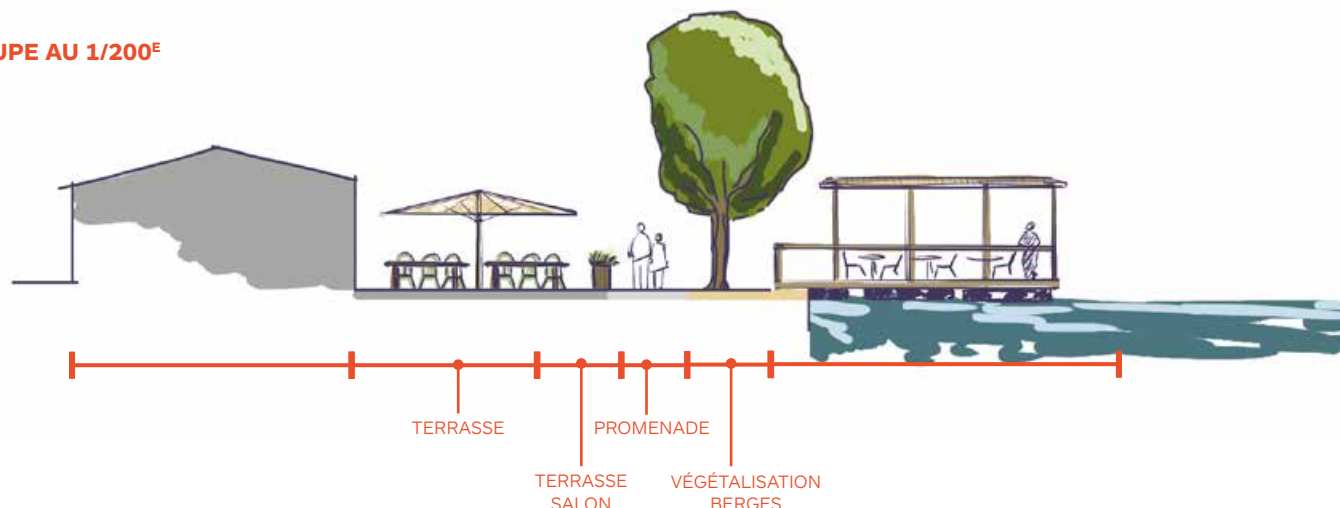 UPE AU 1/200ᴱ
TERRASSE
PROMENADE
TERRASSE
SALON
VÉGÉTALISATION
BERGES